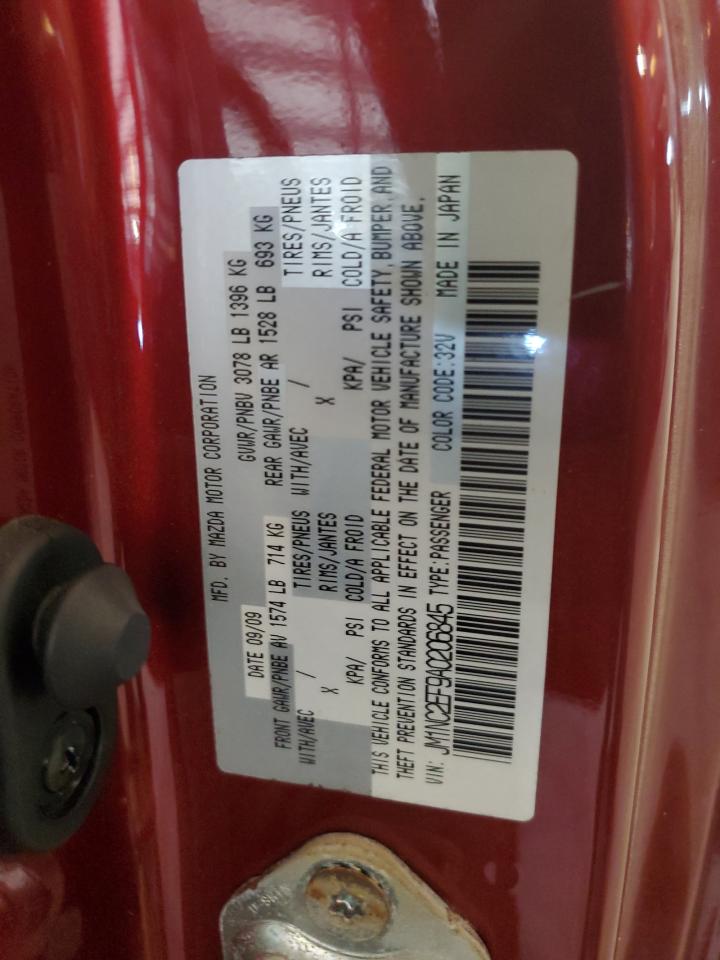 MFD. BY MAZDA MOTOR CORPORATION
DATE 09/09 GVWR/PNBV 3078 LB 1396 KG
FRONT GAWR/PNBE AV 1574 LB 714 KG REAR GAWR/PNBE AR 1528 LB 693 KG
WITH/AVEC / TIRES/PNEUS WITH/AVEC / TIRES/PNEUS
X RIMS/JANTES X RIMS/JANTES
KPA/ PSI COLD/A FROID KPA/ PSI COLD/A FROID
THIS VEHICLE CONFORMS TO ALL APPLICABLE FEDERAL MOTOR VEHICLE SAFETY, BUMPER, AND
THEFT PREVENTION STANDARDS IN EFFECT ON THE DATE OF MANUFACTURE SHOWN ABOVE.
VIN: JM1NC2EF9A0206845 TYPE:PASSENGER COLOR CODE:32V MADE IN JAPAN